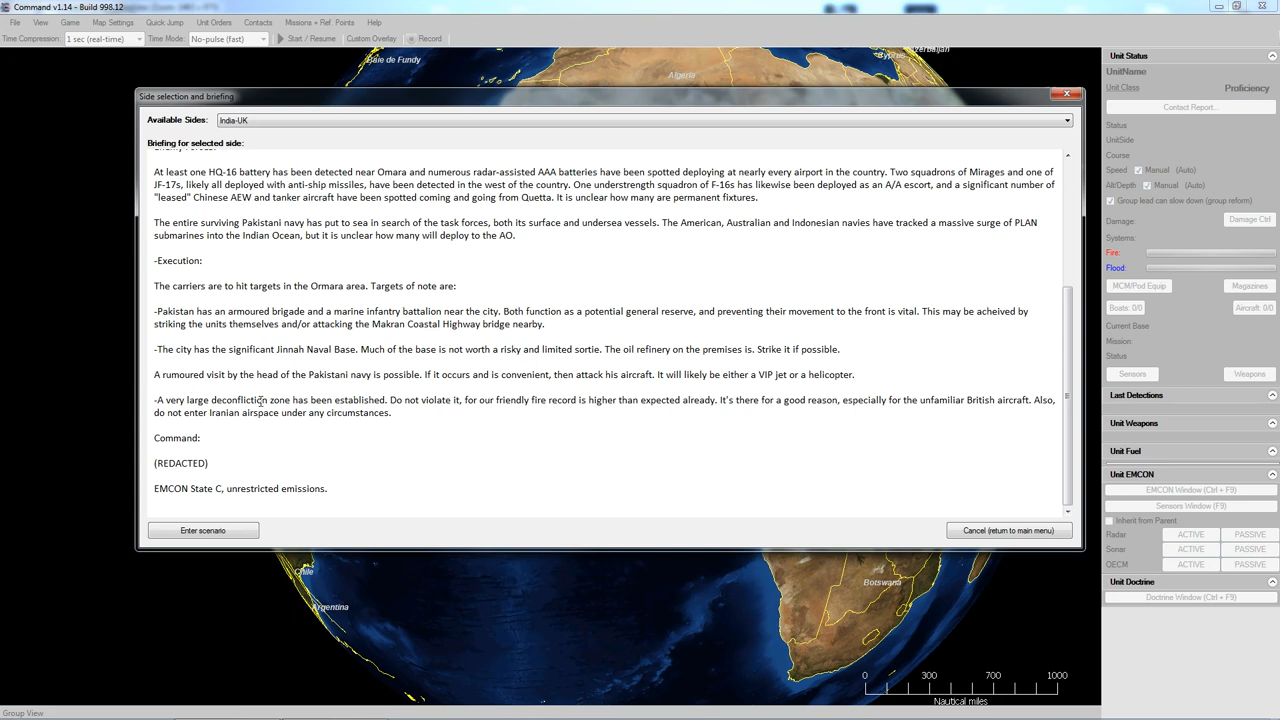 Command v1.14 - Build 998.12
File View Game Map Settings Quick Jump Unit Orders Contacts Missions + Ref. Points Help
Time Compression: 1 sec (real-time) Time Mode: No-pulse (fast) Start / Resume Custom Overlay Record
Baie de Fundy
Algeria
Cyprus
Azerbaijan
Side selection and briefing
Available Sides: India-UK
Briefing for selected side:
At least one HQ-16 battery has been detected near Omara and numerous radar-assisted AAA batteries have been spotted deploying at nearly every airport in the country. Two squadrons of Mirages and one of
JF-17s, likely all deployed with anti-ship missiles, have been detected in the west of the country. One understrength squadron of F-16s has likewise been deployed as an A/A escort, and a significant number of
"leased" Chinese AEW and tanker aircraft have been spotted coming and going from Quetta. It is unclear how many are permanent fixtures.
The entire surviving Pakistani navy has put to sea in search of the task forces, both its surface and undersea vessels. The American, Australian and Indonesian navies have tracked a massive surge of PLAN
submarines into the Indian Ocean, but it is unclear how many will deploy to the AO.
-Execution:
The carriers are to hit targets in the Ormara area. Targets of note are:
-Pakistan has an armoured brigade and a marine infantry battalion near the city. Both function as a potential general reserve, and preventing their movement to the front is vital. This may be acheived by
striking the units themselves and/or attacking the Makran Coastal Highway bridge nearby.
-The city has the significant Jinnah Naval Base. Much of the base is not worth a risky and limited sortie. The oil refinery on the premises is. Strike it if possible.
A rumoured visit by the head of the Pakistani navy is possible. If it occurs and is convenient, then attack his aircraft. It will likely be either a VIP jet or a helicopter.
-A very large deconfliction zone has been established. Do not violate it, for our friendly fire record is higher than expected already. It's there for a good reason, especially for the unfamiliar British aircraft. Also,
do not enter Iranian airspace under any circumstances.
Command:
(REDACTED)
EMCON State C, unrestricted emissions.
Enter scenario
Cancel (return to main menu)
Chile
Argentina
Botswana
0 300 600 1000
Nautical miles
Group View
Unit Status
UnitName
Unit Class Proficiency
Contact Report...
Status
UnitSide
Course
Speed Manual (Auto)
Alt/Depth Manual (Auto)
Group lead can slow down (group reform)
Damage: Damage Ctrl
Systems:
Fire:
Flood:
MCM/Pod Equip Magazines
Boats: 0/0 Aircraft: 0/0
Current Base
Mission:
Status
Sensors Weapons
Last Detections
Unit Weapons
Unit Fuel
Unit EMCON
EMCON Window (Ctrl + F9)
Sensors Window (F9)
Inherit from Parent
Radar ACTIVE PASSIVE
Sonar ACTIVE PASSIVE
OECM ACTIVE PASSIVE
Unit Doctrine
Doctrine Window (Ctrl + F9)